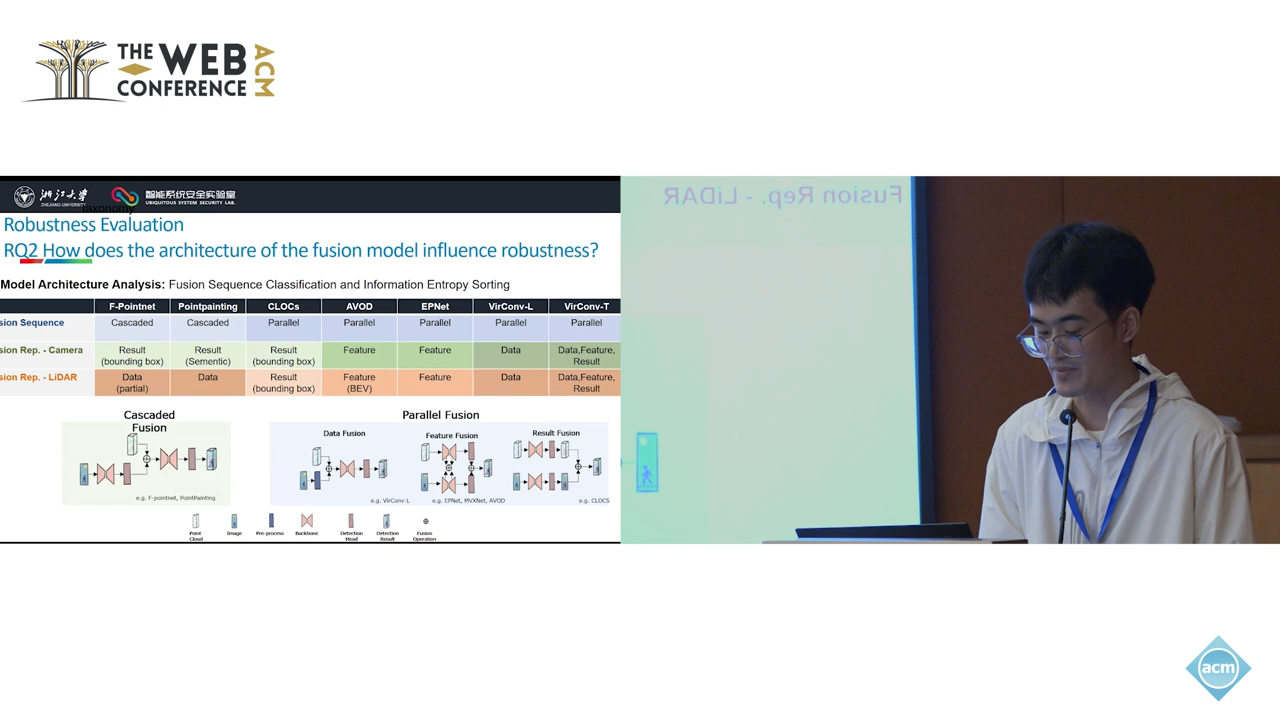 THE WEB CONFERENCE ACM
浙江大学
ZHEJIANG UNIVERSITY
智能系统安全实验室
UBIQUITOUS SYSTEM SECURITY LAB.
taxonomy
Robustness Evaluation
RQ2 How does the architecture of the fusion model influence robustness?
Model Architecture Analysis: Fusion Sequence Classification and Information Entropy Sorting
F-Pointnet Pointpainting CLOCs AVOD EPNet VirConv-L VirConv-T
sion Sequence Cascaded Cascaded Parallel Parallel Parallel Parallel Parallel
sion Rep. - Camera Result (bounding box) Result (Sementic) Result (bounding box) Feature Feature Data Data,Feature, Result
sion Rep. - LiDAR Data (partial) Data Result (bounding box) Feature (BEV) Feature Data Data,Feature, Result
Cascaded Fusion
e.g. F-pointnet, PointPainting
Parallel Fusion
Data Fusion Feature Fusion Result Fusion
e.g. VirConv-L e.g. EPNet, MVXNet, AVOD e.g. CLOCS
Point Cloud Image Pre-process Backbone Detection Head Detection Result Fusion Operation
Fusion Rep. - LiDAR
acm